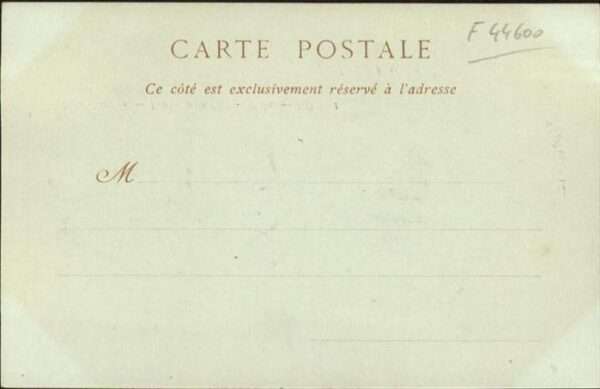 F 44600
CARTE POSTALE
Ce côté est exclusivement réservé à l'adresse
M